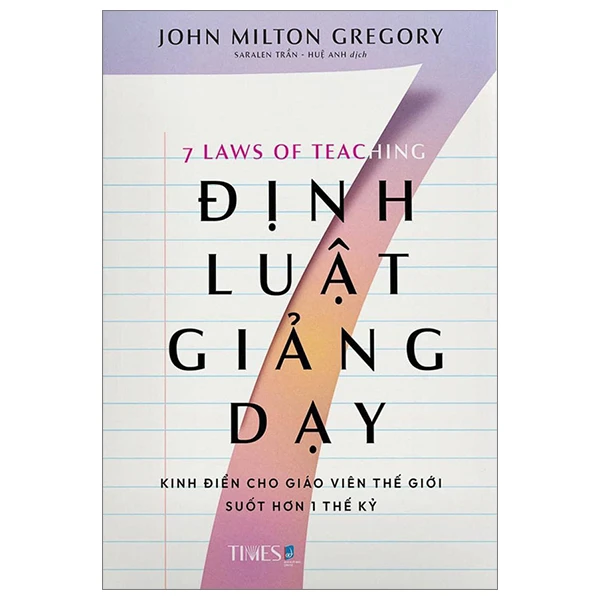 JOHN MILTON GREGORY
SARALEN TRẦN - HUỆ ANH dịch
7 LAWS OF TEACHING
7
ĐỊNH
LUẬT
GIẢNG
DẠY
KINH ĐIỂN CHO GIÁO VIÊN THẾ GIỚI
SUỐT HƠN 1 THẾ KỶ
TIMES